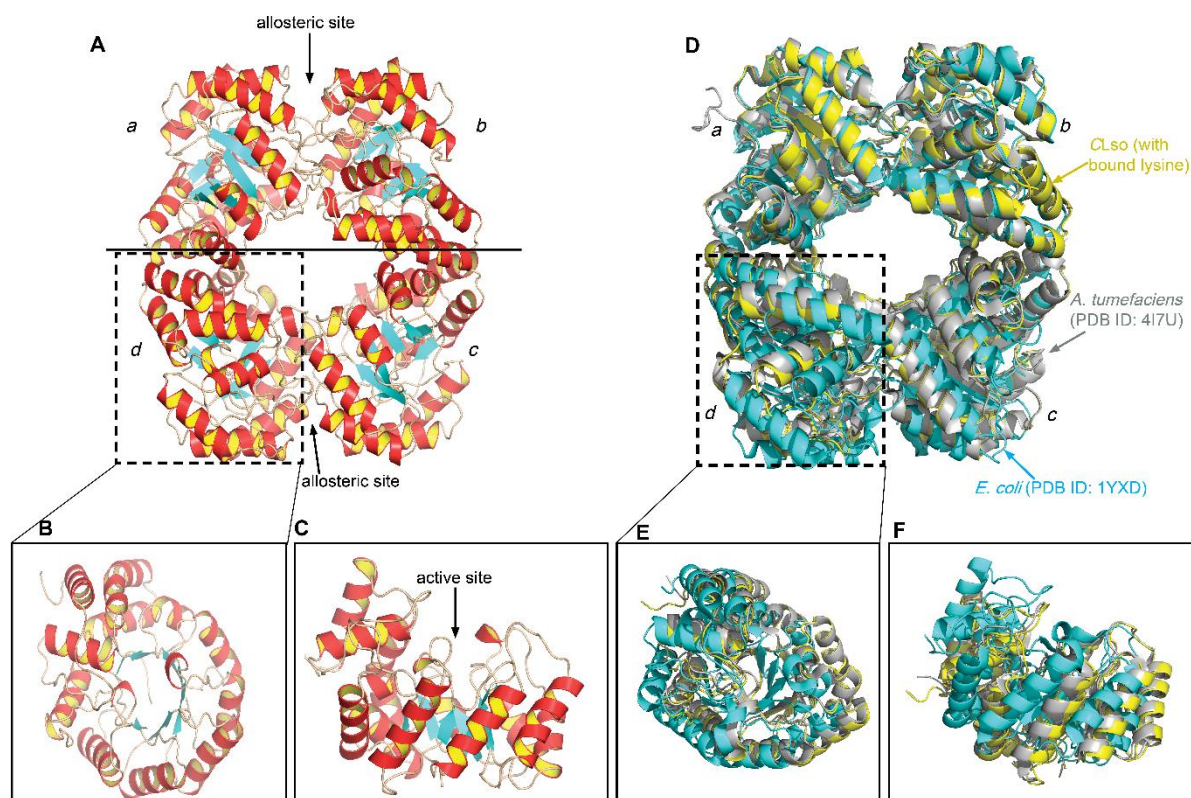 allosteric site
A
a
b
d
c
allosteric site
B
C
active site
D
a
b
CLso (with
bound lysine)
A. tumefaciens
(PDB ID: 4I7U)
d
c
E. coli (PDB ID: 1YXD)
E
F